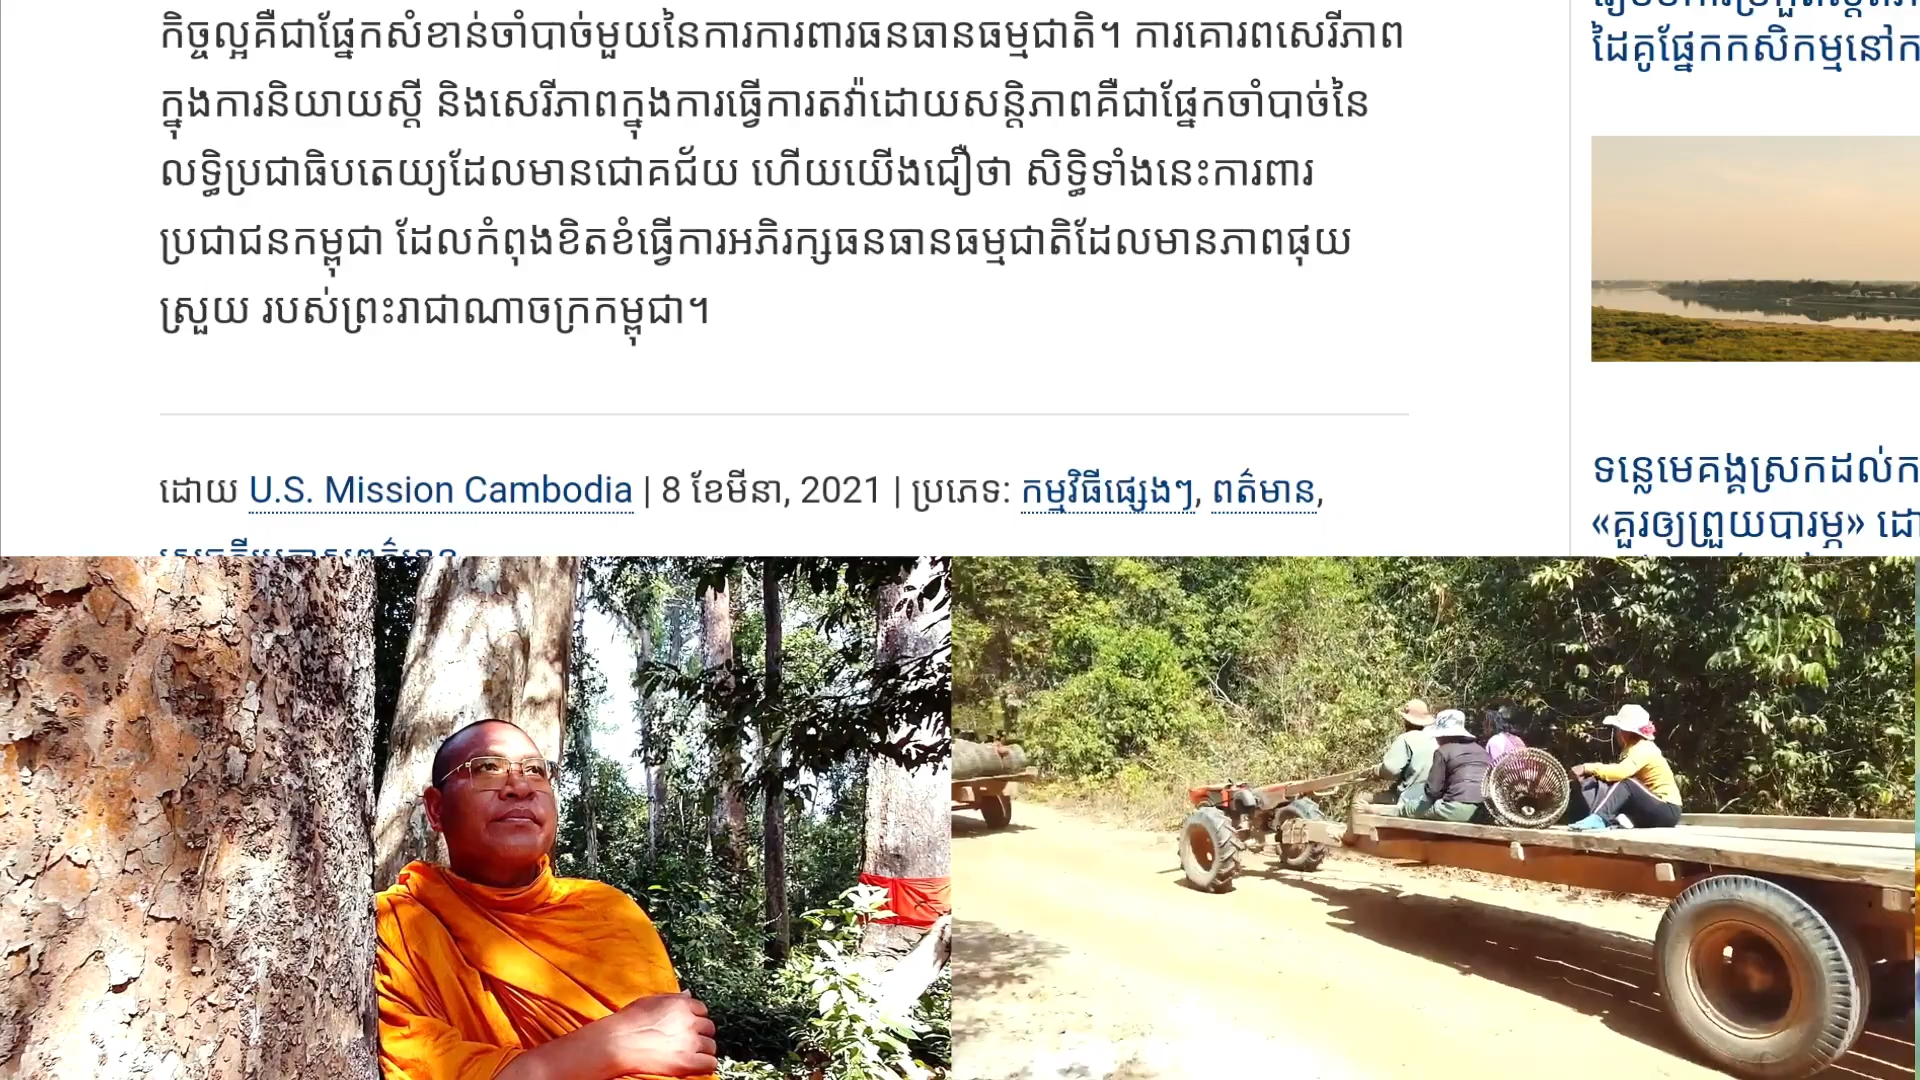 កិច្ចល្អគឺជាផ្នែកសំខាន់ចាំបាច់មួយនៃការការពារធនធានធម្មជាតិ។ ការគោរពសេរីភាព
ក្នុងការនិយាយស្តី និងសេរីភាពក្នុងការធ្វើការតវ៉ាដោយសន្តិភាពគឺជាផ្នែកចាំបាច់នៃ
លទ្ធិប្រជាធិបតេយ្យដែលមានជោគជ័យ ហើយយើងជឿថា សិទ្ធិទាំងនេះការពារ
ប្រជាជនកម្ពុជា ដែលកំពុងខិតខំធ្វើការអភិរក្សធនធានធម្មជាតិដែលមានភាពផុយ
ស្រួយ របស់ព្រះរាជាណាចក្រកម្ពុជា។
ដោយ U.S. Mission Cambodia | 8 ខែមីនា, 2021 | ប្រភេទ: កម្មវិធីផ្សេងៗ, ពត៌មាន,
ដៃគូផ្នែកកសិកម្មនៅក
ទន្លេមេគង្គស្រកដល់ក
«គួរឲ្យព្រួយបារម្ភ» ដោ